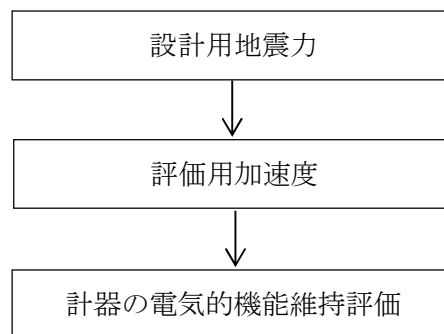 設計用地震力
評価用加速度
計器の電気的機能維持評価